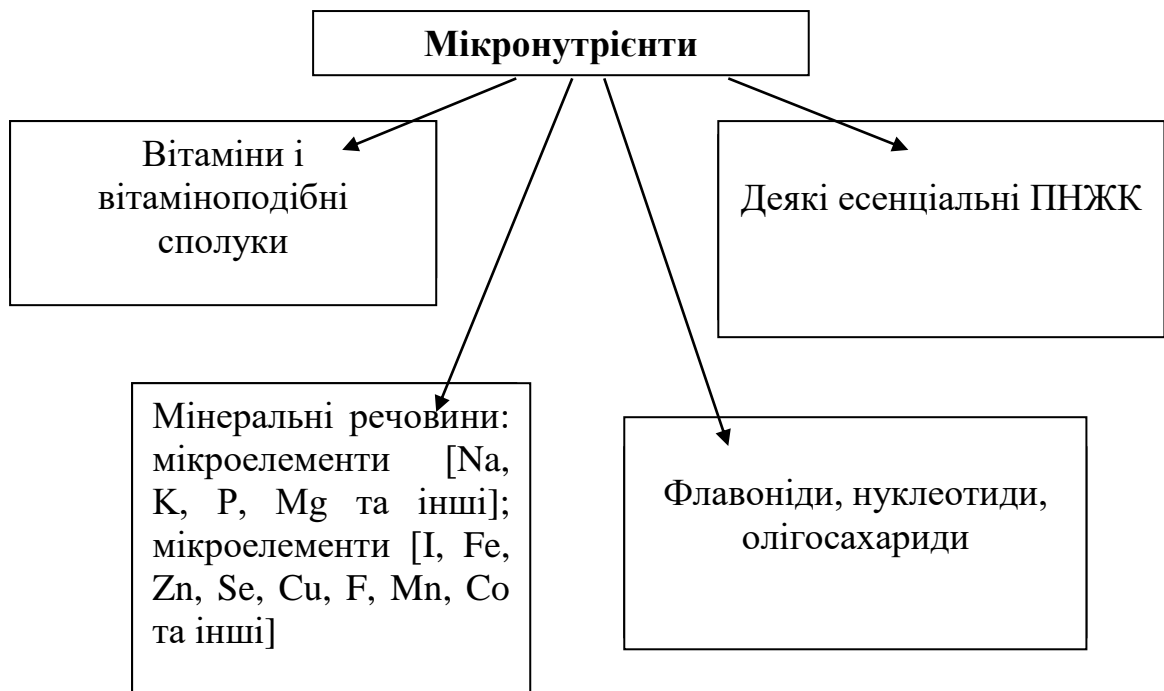 Мікронутрієнти
Вітаміни і
вітаміноподібні
сполуки
Деякі есенціальні ПНЖК
Мінеральні речовини:
мікроелементи [Na,
K, P, Mg та інші];
мікроелементи [I, Fe,
Zn, Se, Cu, F, Mn, Co
та інші]
Флавоніди, нуклеотиди,
олігосахариди